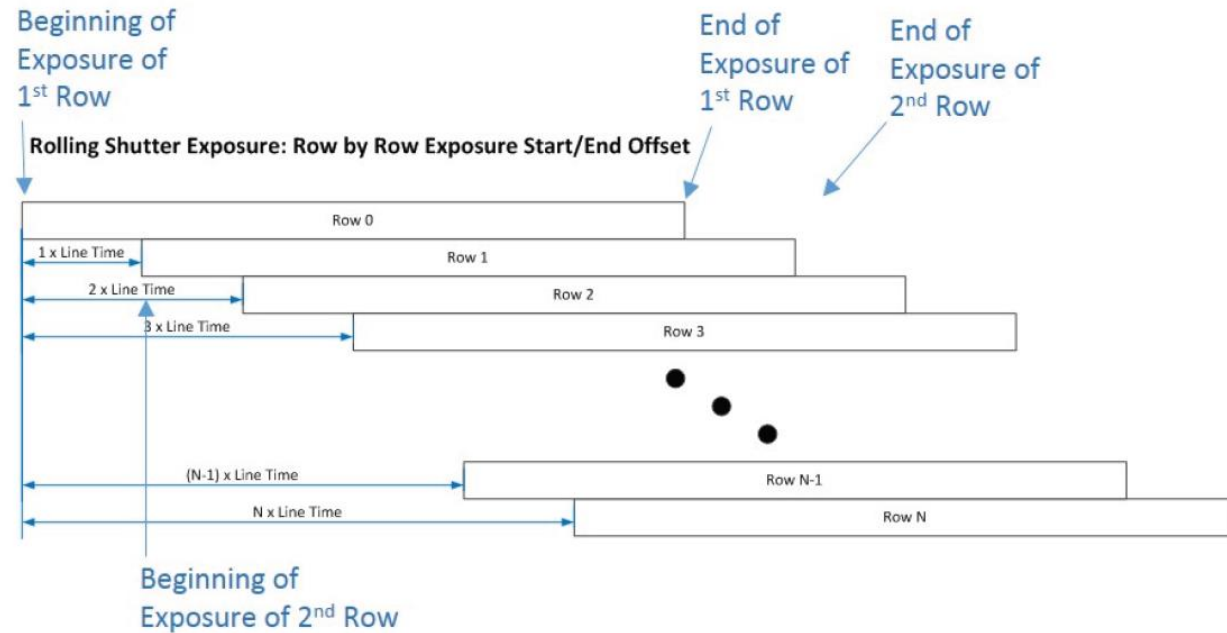 Beginning of
Exposure of
1st Row
End of
Exposure of
1st Row
End of
Exposure of
2nd Row
Rolling Shutter Exposure: Row by Row Exposure Start/End Offset
Row 0
1 x Line Time
Row 1
2 x Line Time
Row 2
3 x Line Time
Row 3
(N-1) x Line Time
Row N-1
N x Line Time
Row N
Beginning of
Exposure of 2nd Row